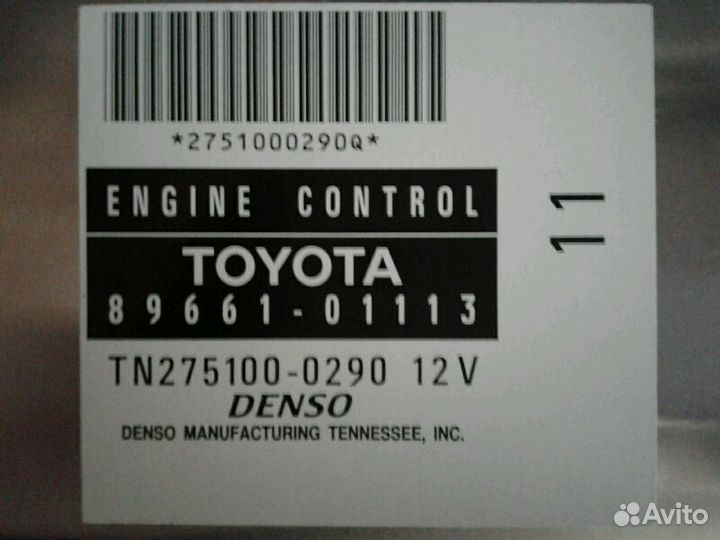 *2751000290Q*
ENGINE CONTROL
TOYOTA
89661-01113
11
TN275100-0290 12V
DENSO
DENSO MANUFACTURING TENNESSEE, INC.
Avito